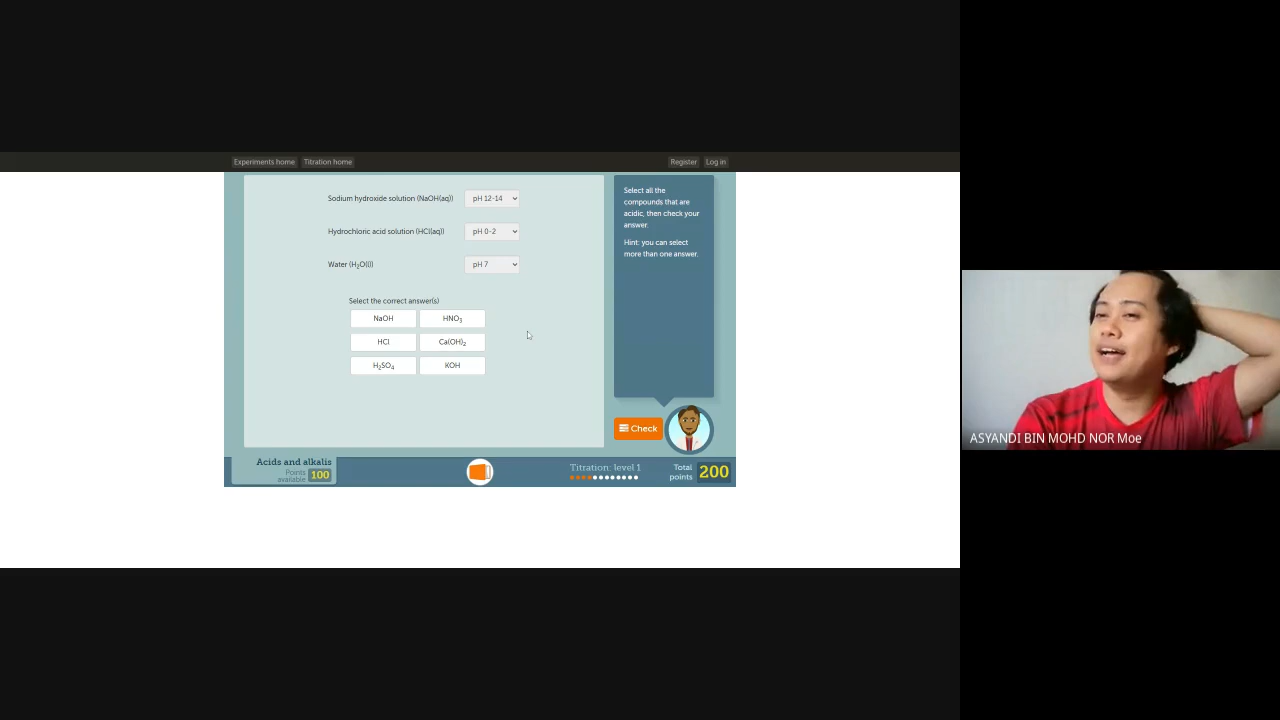 Experiments home Titration home Register Log in
Sodium hydroxide solution (NaOH(aq)) pH 12-14
Hydrochloric acid solution (HCl(aq)) pH 0-2
Water (H₂O(l)) pH 7
Select the correct answer(s)
NaOH HNO₃
HCl Ca(OH)₂
H₂SO₄ KOH
Select all the
compounds that are
acidic, then check your
answer.
Hint: you can select
more than one answer.
Check
Acids and alkalis
Points
available 100
Titration: level 1
Total
points 200
ASYANDI BIN MOHD NOR Moe